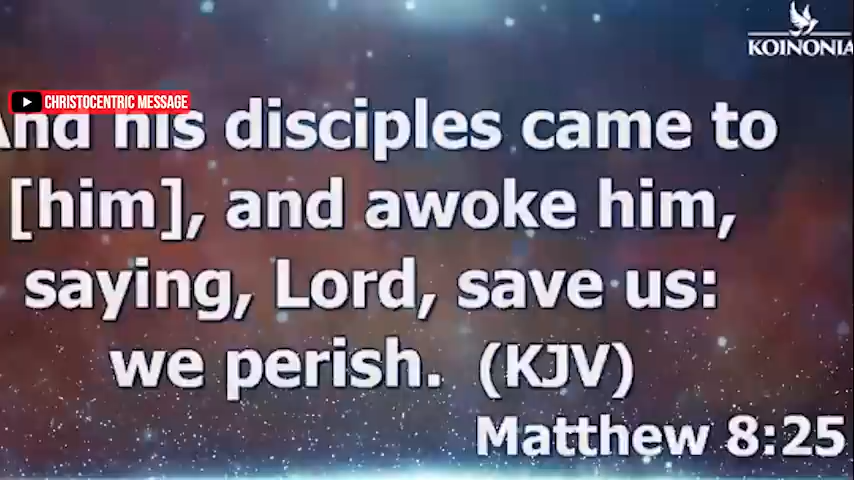 KOINONIA
CHRISTOCENTRIC MESSAGE
And his disciples came to
[him], and awoke him,
saying, Lord, save us:
we perish. (KJV)
Matthew 8:25